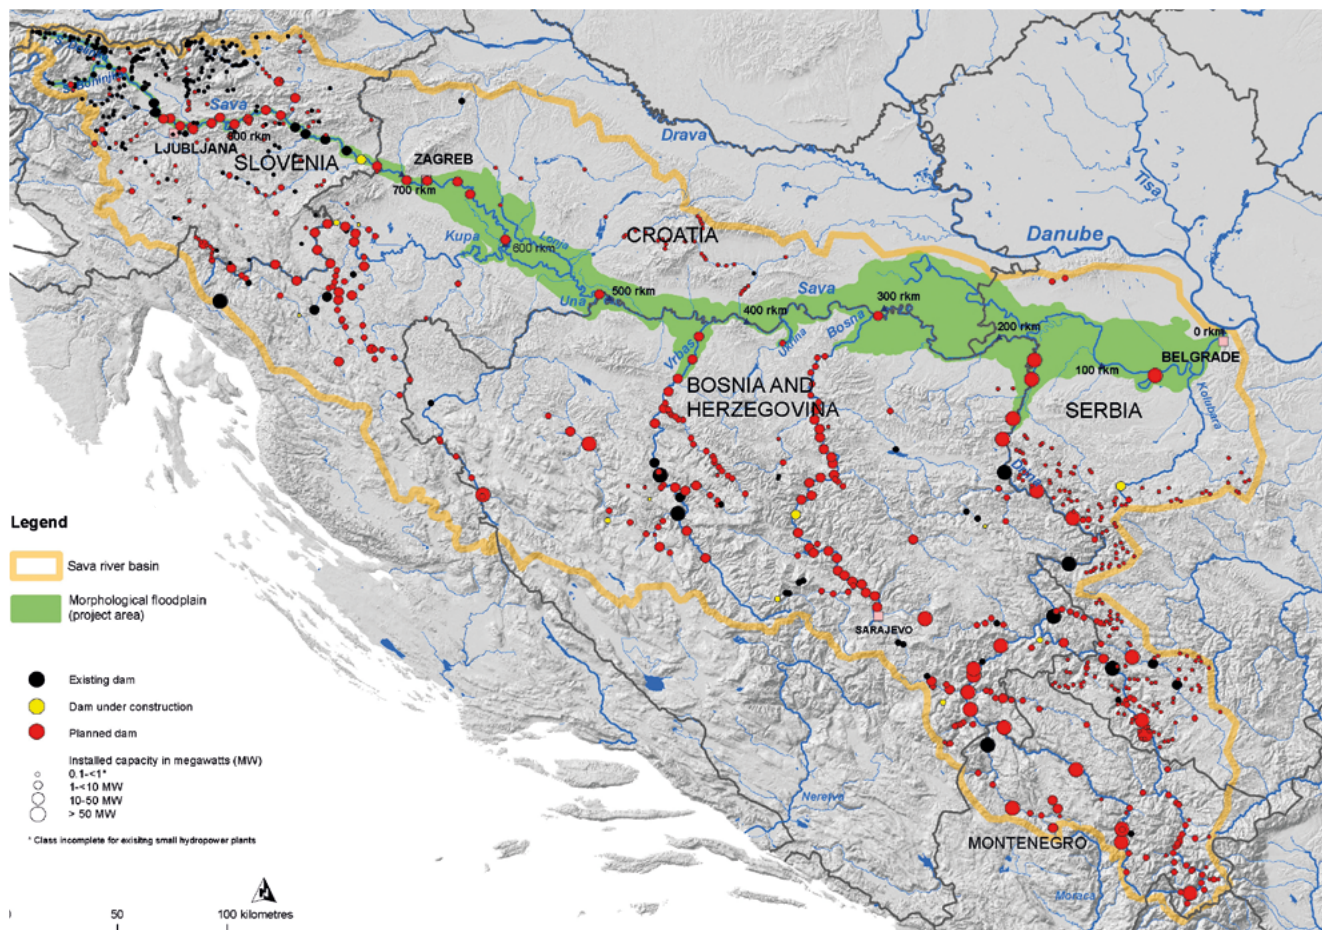 S. Bohinjka
Sava
800 rkm
LJUBLJANA
SLOVENIA
ZAGREB
700 rkm
Drava
Tisa
Danube
CROATIA
Kupa
Lonja
600 rkm
Una
500 rkm
400 rkm
Sava
300 rkm
200 rkm
100 rkm
0 rkm
BELGRADE
Kolubara
Vrbas
Ukrina
Bosna
BOSNIA AND
HERZEGOVINA
SERBIA
Drina
SARAJEVO
Neretva
MONTENEGRO
Moraca
Legend
Sava river basin
Morphological floodplain
(project area)
Existing dam
Dam under construction
Planned dam
Installed capacity in megawatts (MW)
0.1-<1*
1-<10 MW
10-50 MW
> 50 MW
* Class incomplete for exisitng small hydropower plants
50
100 kilometres